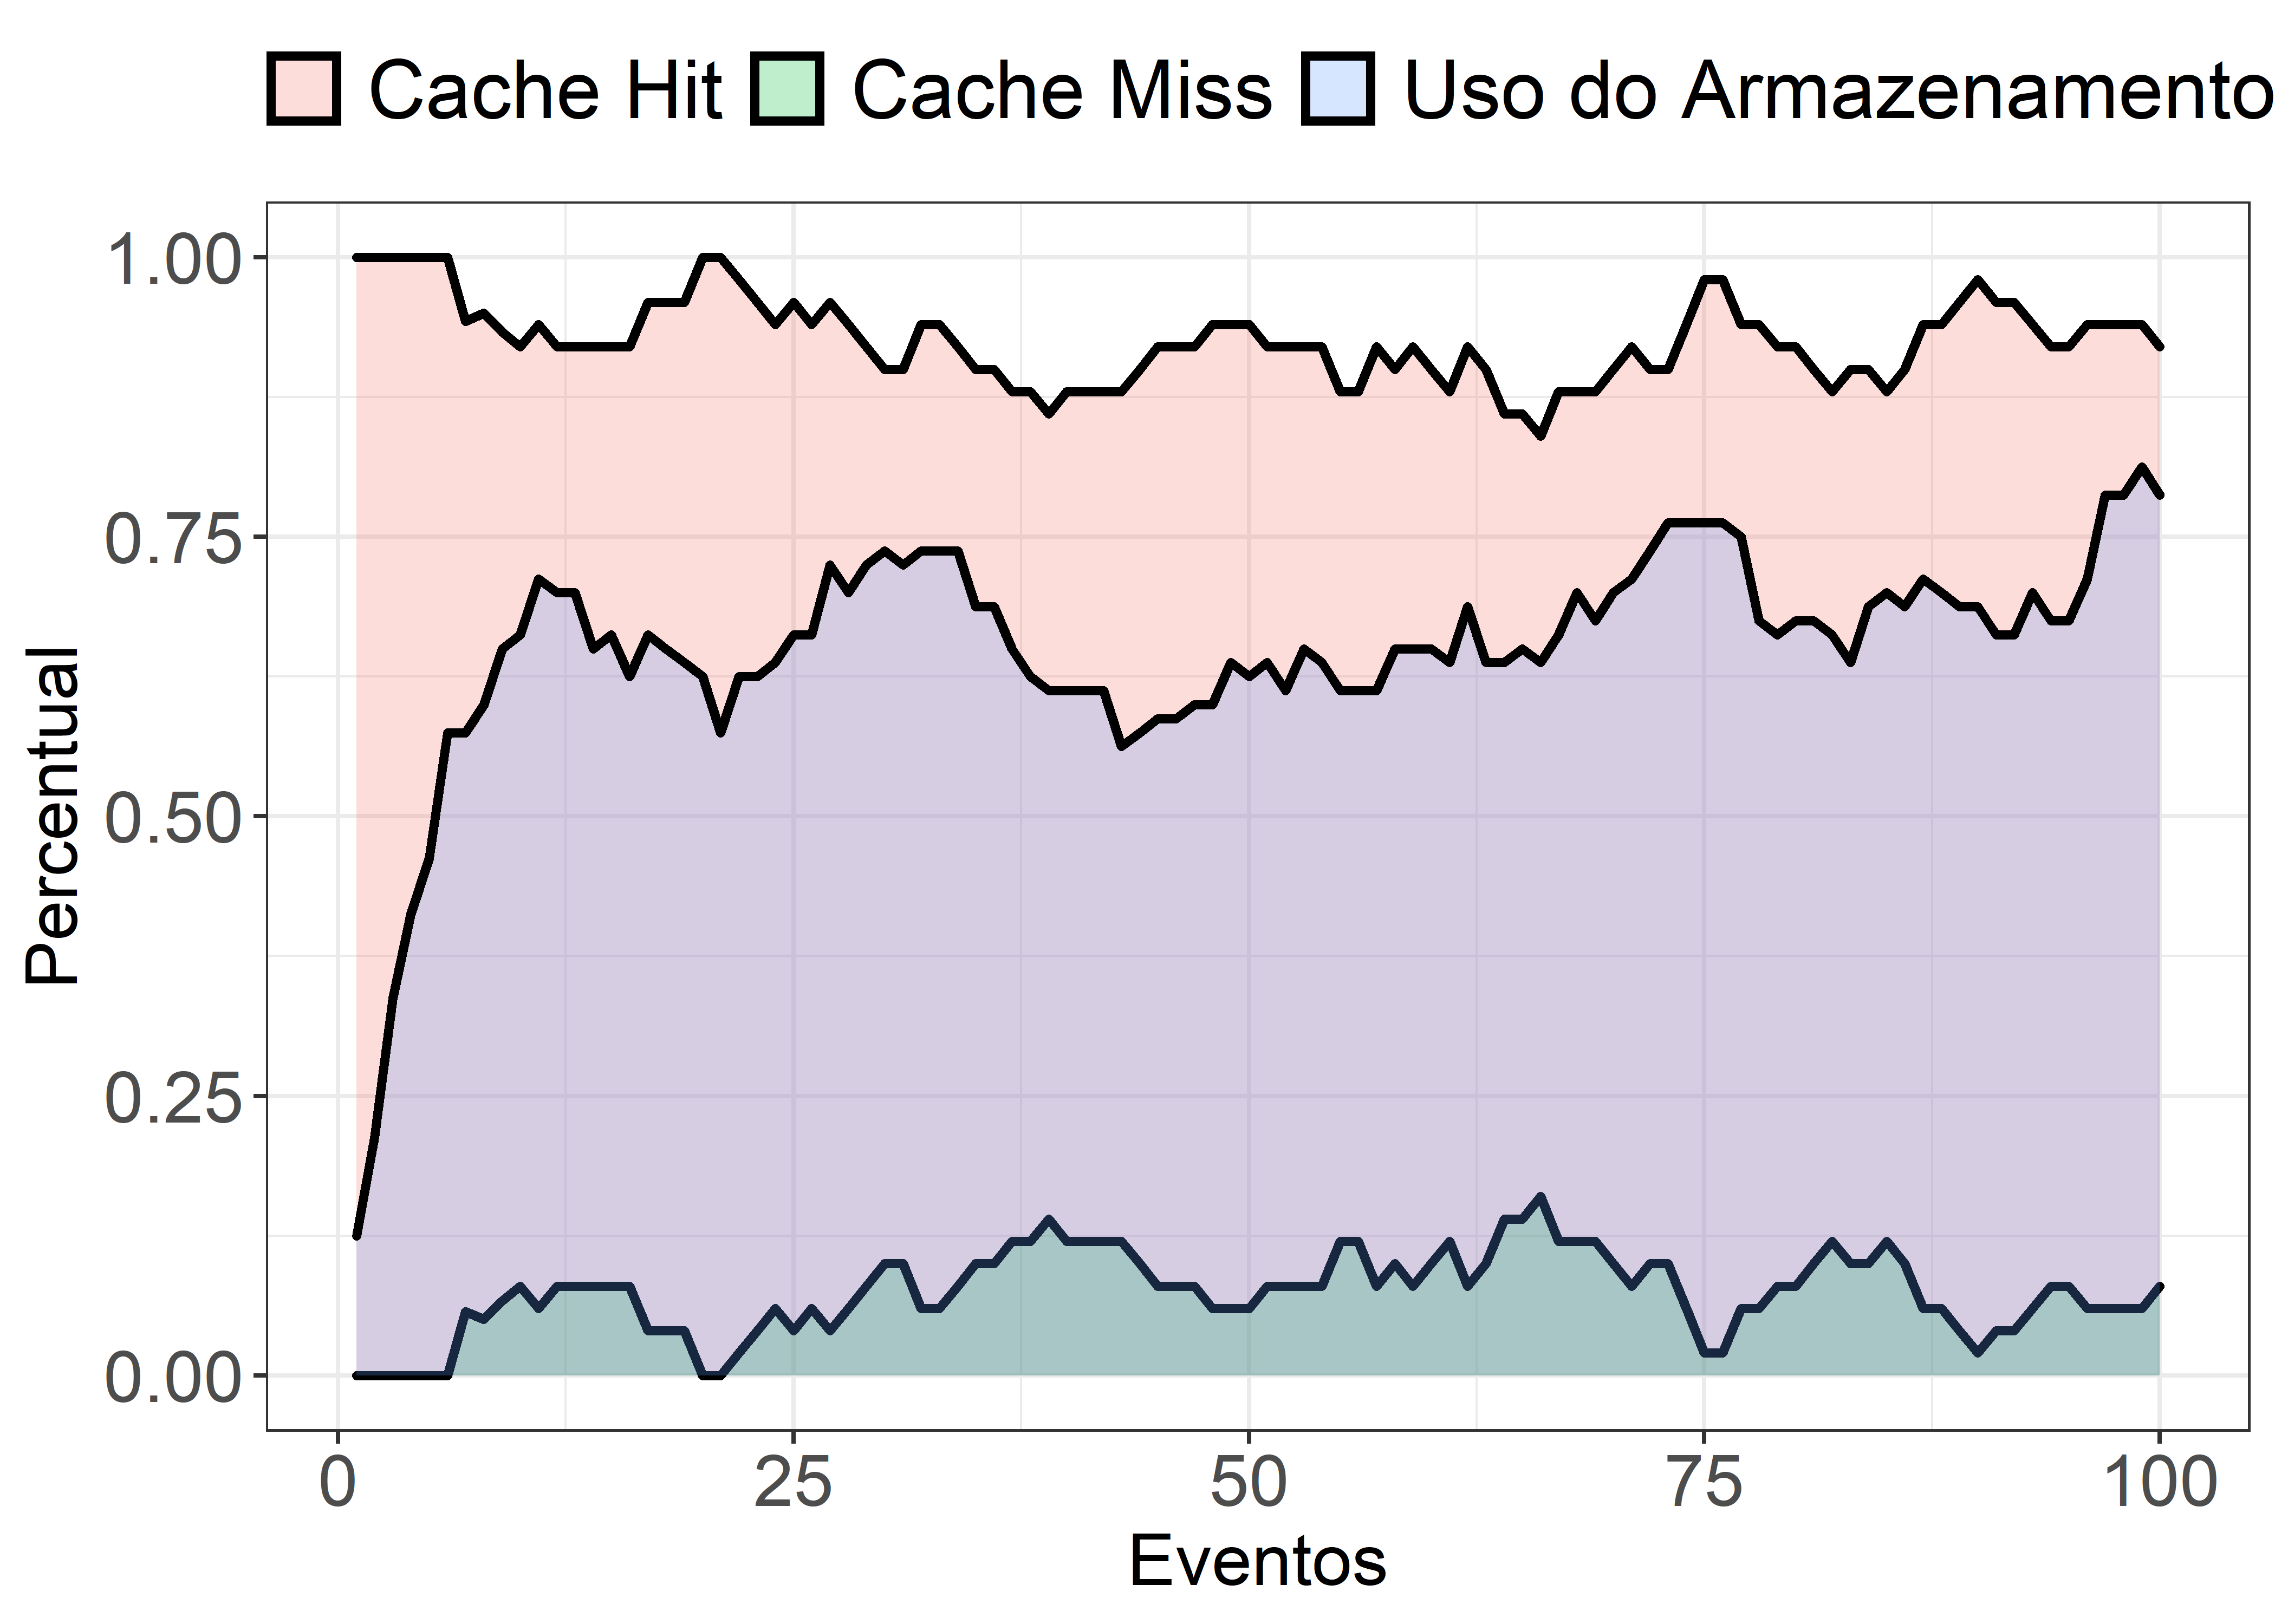 Cache Hit Cache Miss Uso do Armazenamento
Percentual
1.00
0.75
0.50
0.25
0.00
0 25 50 75 100
Eventos